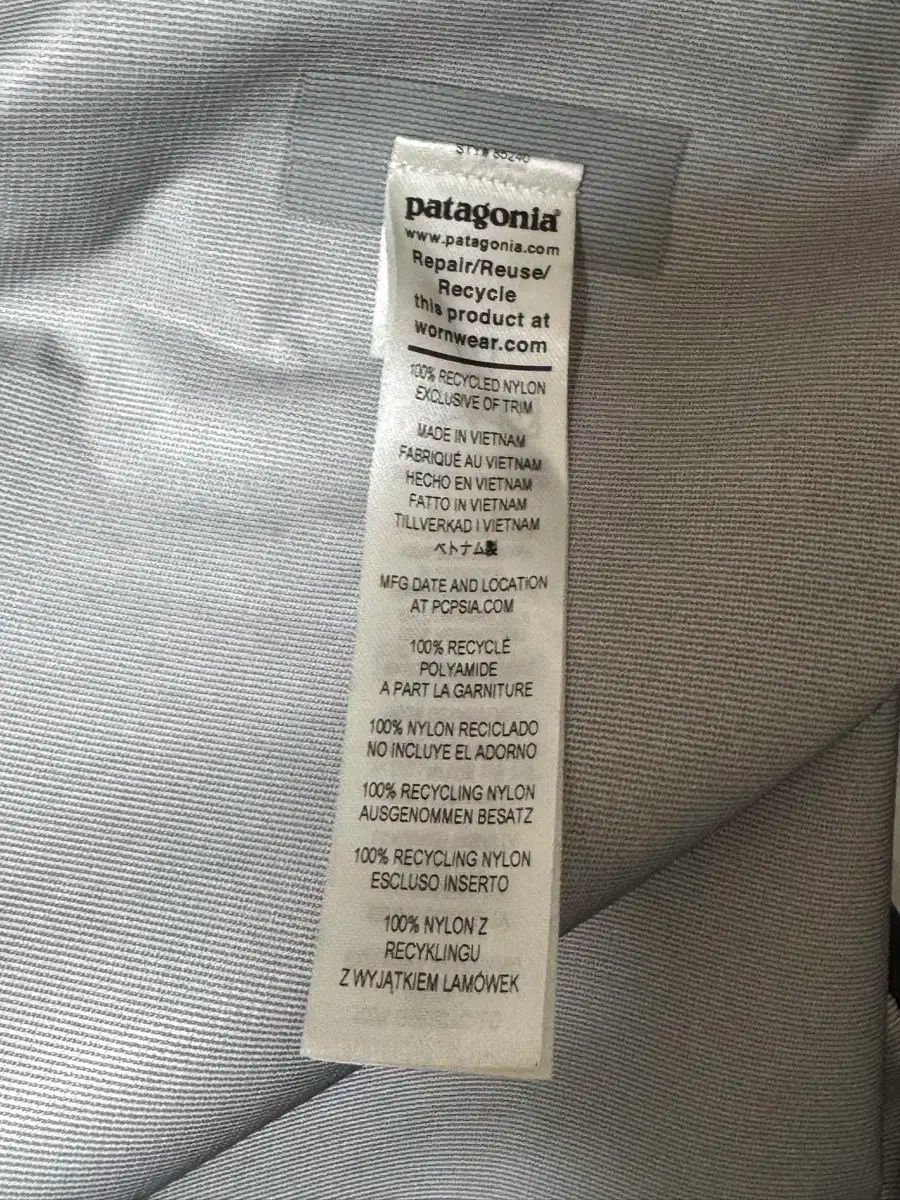 STY# 85240
patagonia®
www.patagonia.com
Repair/Reuse/
Recycle
this product at
wornwear.com
100% RECYCLED NYLON
EXCLUSIVE OF TRIM
MADE IN VIETNAM
FABRIQUÉ AU VIETNAM
HECHO EN VIETNAM
FATTO IN VIETNAM
TILLVERKAD I VIETNAM
ベトナム製
MFG DATE AND LOCATION
AT PCPSIA.COM
100% RECYCLÉ
POLYAMIDE
A PART LA GARNITURE
100% NYLON RECICLADO
NO INCLUYE EL ADORNO
100% RECYCLING NYLON
AUSGENOMMEN BESATZ
100% RECYCLING NYLON
ESCLUSO INSERTO
100% NYLON Z
RECYKLINGU
Z WYJĄTKIEM LAMÓWEK